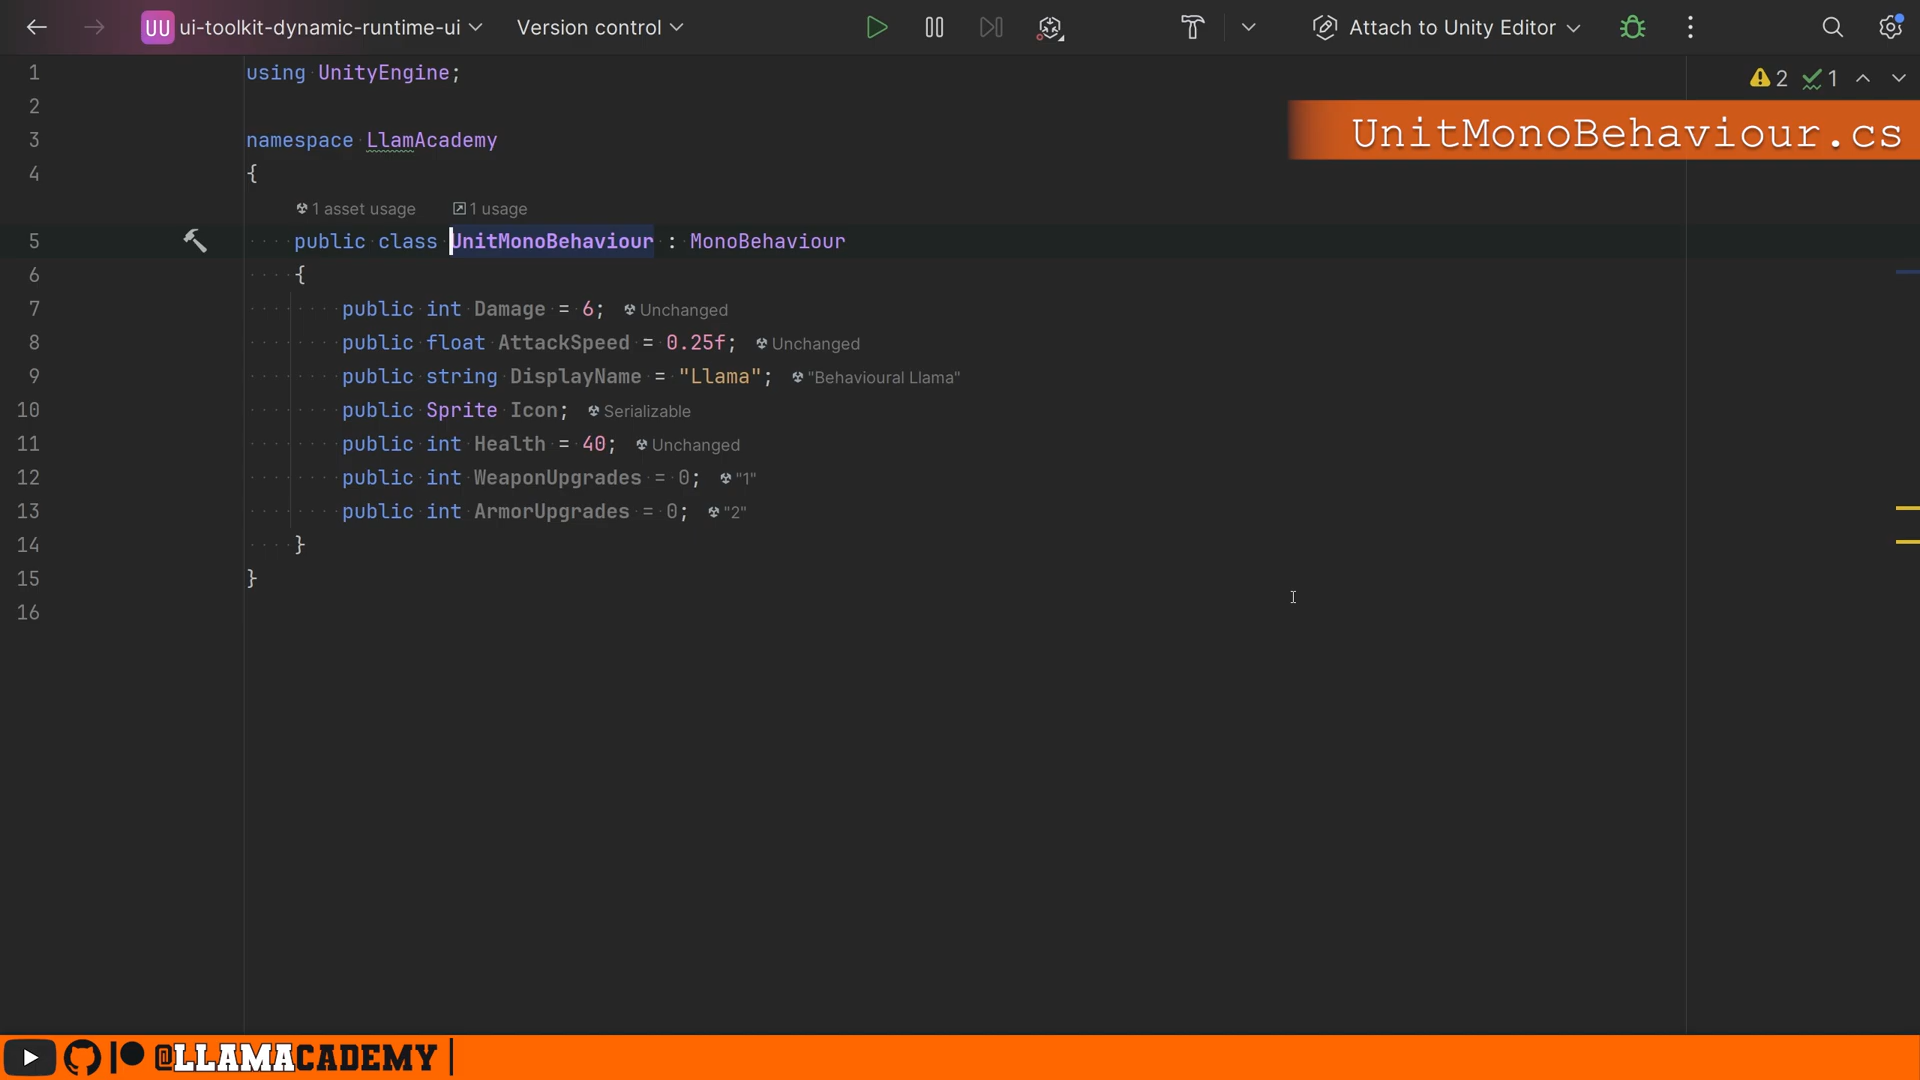 UU ui-toolkit-dynamic-runtime-ui Version control Attach to Unity Editor
1 using UnityEngine; 2 1
2
UnitMonoBehaviour.cs
3 namespace LlamAcademy
4 {
1 asset usage 1 usage
5 public class UnitMonoBehaviour : MonoBehaviour
6 {
7 public int Damage = 6; Unchanged
8 public float AttackSpeed = 0.25f; Unchanged
9 public string DisplayName = "Llama"; "Behavioural Llama"
10 public Sprite Icon; Serializable
11 public int Health = 40; Unchanged
12 public int WeaponUpgrades = 0; "1"
13 public int ArmorUpgrades = 0; "2"
14 }
15 }
16
@LLAMACADEMY